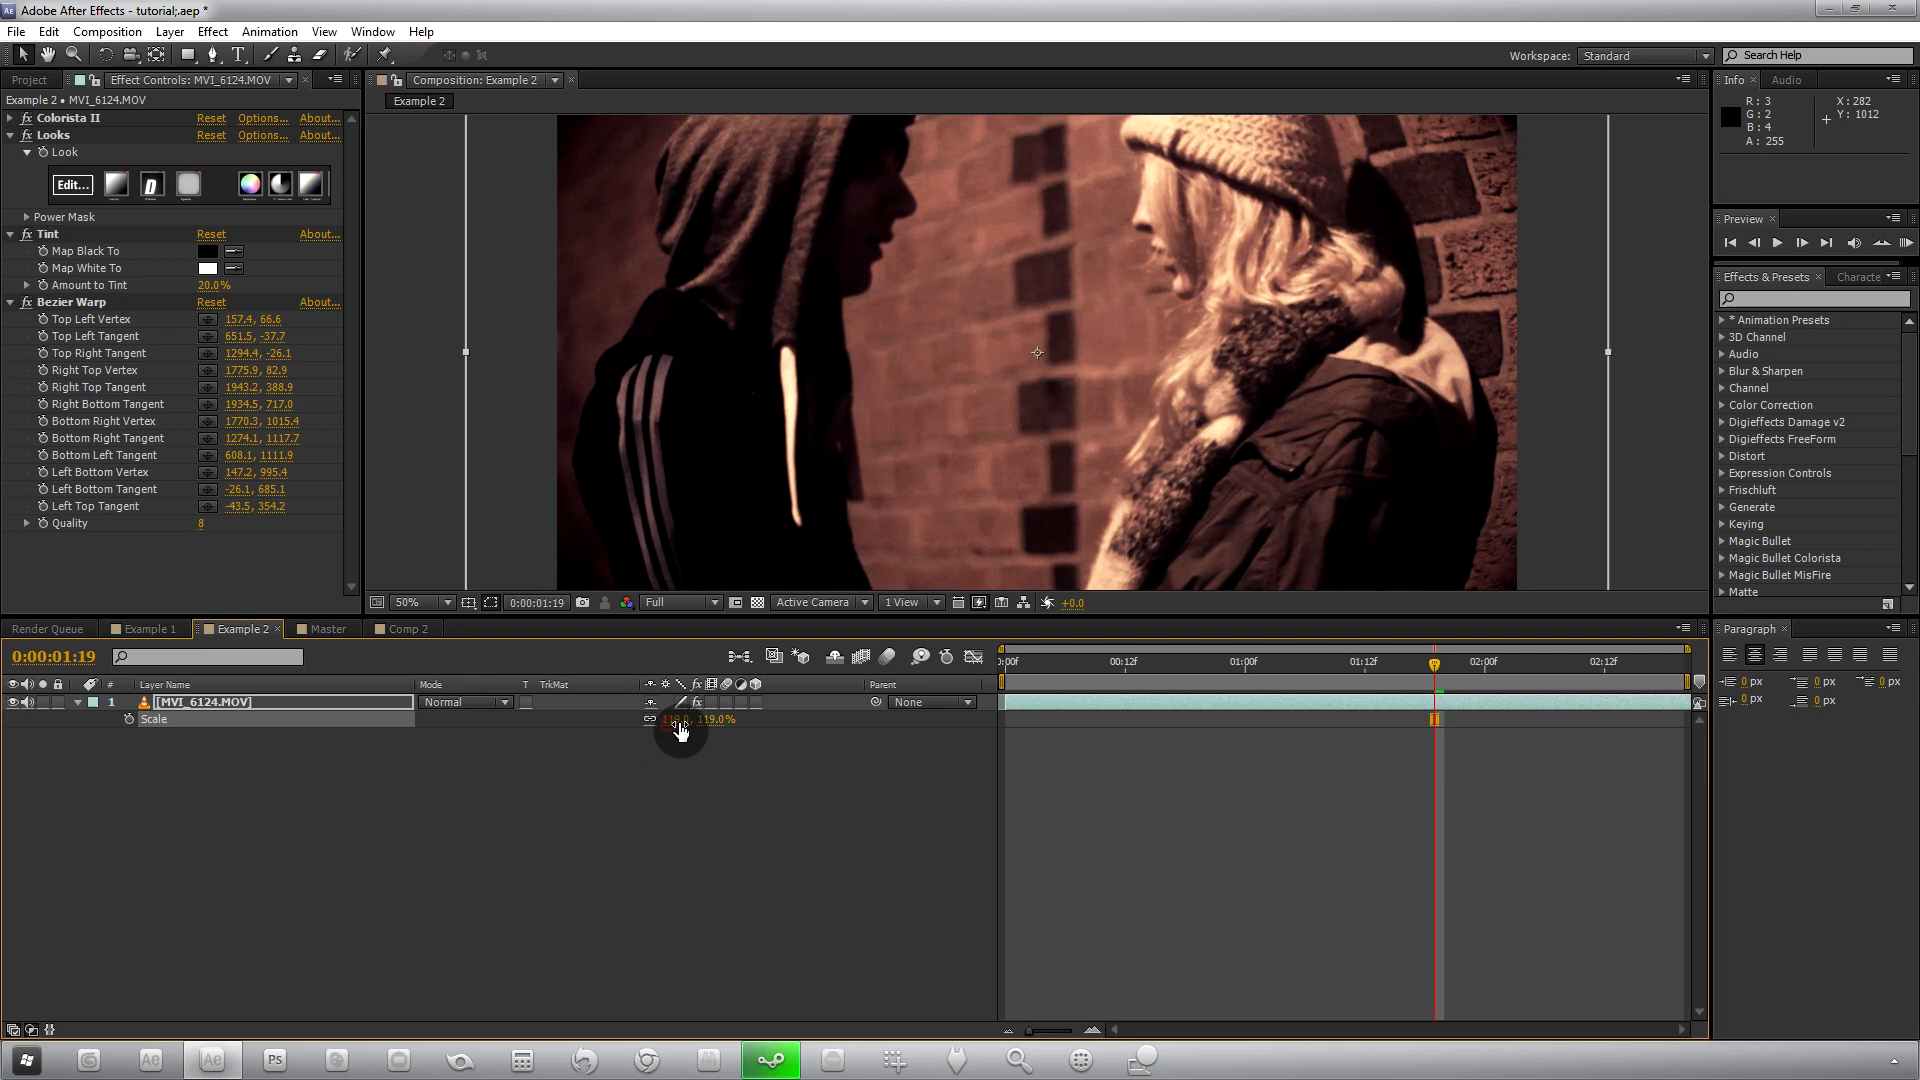 Adobe After Effects - tutorial;.aep *
File Edit Composition Layer Effect Animation View Window Help
Workspace: Standard Search Help
Project Effect Controls: MVI_6124.MOV Composition: Example 2 Info Audio
Example 2 • MVI_6124.MOV
Example 2
R: 3 X: 282
G: 2 Y: 1012
B: 4
A: 255
Colorista II Reset Options... About...
Looks Reset Options... About...
Look
Edit...
Power Mask
Tint Reset About...
Map Black To
Map White To
Amount to Tint 20.0%
Bezier Warp Reset About...
Top Left Vertex 157.4, 66.6
Top Left Tangent 651.5, -37.7
Top Right Tangent 1294.4, -26.1
Right Top Vertex 1775.9, 82.9
Right Top Tangent 1943.2, 388.9
Right Bottom Tangent 1934.5, 717.0
Bottom Right Vertex 1770.3, 1015.4
Bottom Right Tangent 1274.1, 1117.7
Bottom Left Tangent 608.1, 1111.9
Left Bottom Vertex 147.2, 995.4
Left Bottom Tangent -26.1, 685.1
Left Top Tangent -43.5, 354.2
Quality 8
Preview
Effects & Presets Characte
* Animation Presets
3D Channel
Audio
Blur & Sharpen
Channel
Color Correction
Digieffects Damage v2
Digieffects FreeForm
Distort
Expression Controls
Frischluft
Generate
Keying
Magic Bullet
Magic Bullet Colorista
Magic Bullet MisFire
Matte
50% 0:00:01:19 Full Active Camera 1 View +0.0
Render Queue Example 1 Example 2 Master Comp 2
Paragraph
0 px 0 px 0 px
0 px 0 px
0:00:01:19
):00f 00:12f 01:00f 01:12f 02:00f 02:12f
# Layer Name Mode T TrkMat Parent
1 [MVI_6124.MOV] Normal None
Scale 119.0%
Ae Ae Ps